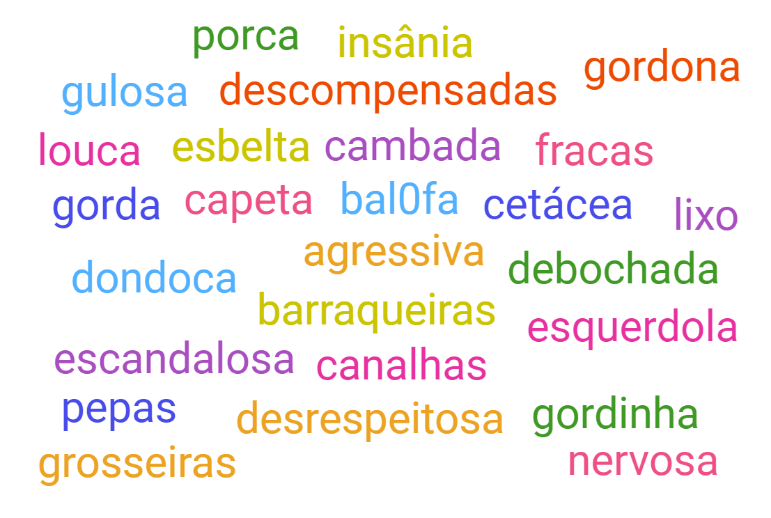 porca insânia gordona
gulosa descompensadas
louca esbelta cambada fracas
gorda capeta bal0fa cetácea lixo
agressiva
dondoca debochada
barraqueiras esquerdola
escandalosa canalhas
pepas desrespeitosa gordinha
grosseiras nervosa